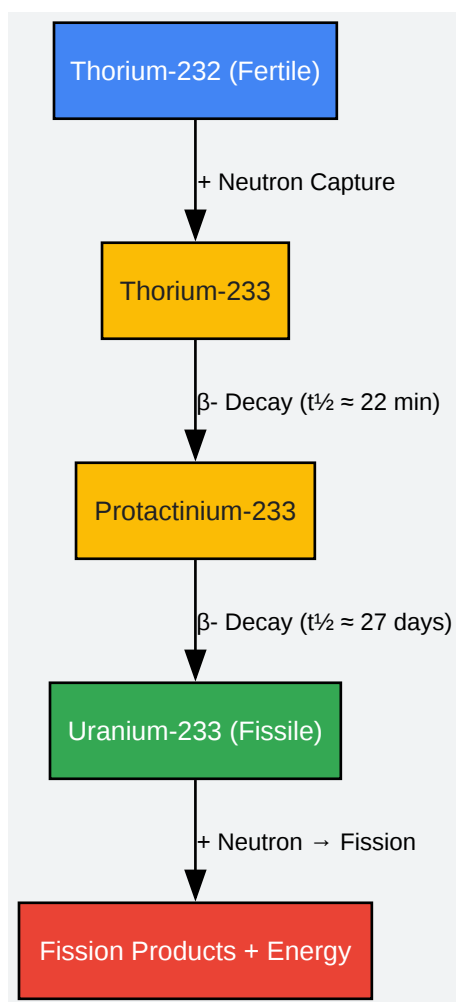 Thorium-232 (Fertile)
+ Neutron Capture
Thorium-233
β- Decay (t½ ≈ 22 min)
Protactinium-233
β- Decay (t½ ≈ 27 days)
Uranium-233 (Fissile)
+ Neutron → Fission
Fission Products + Energy